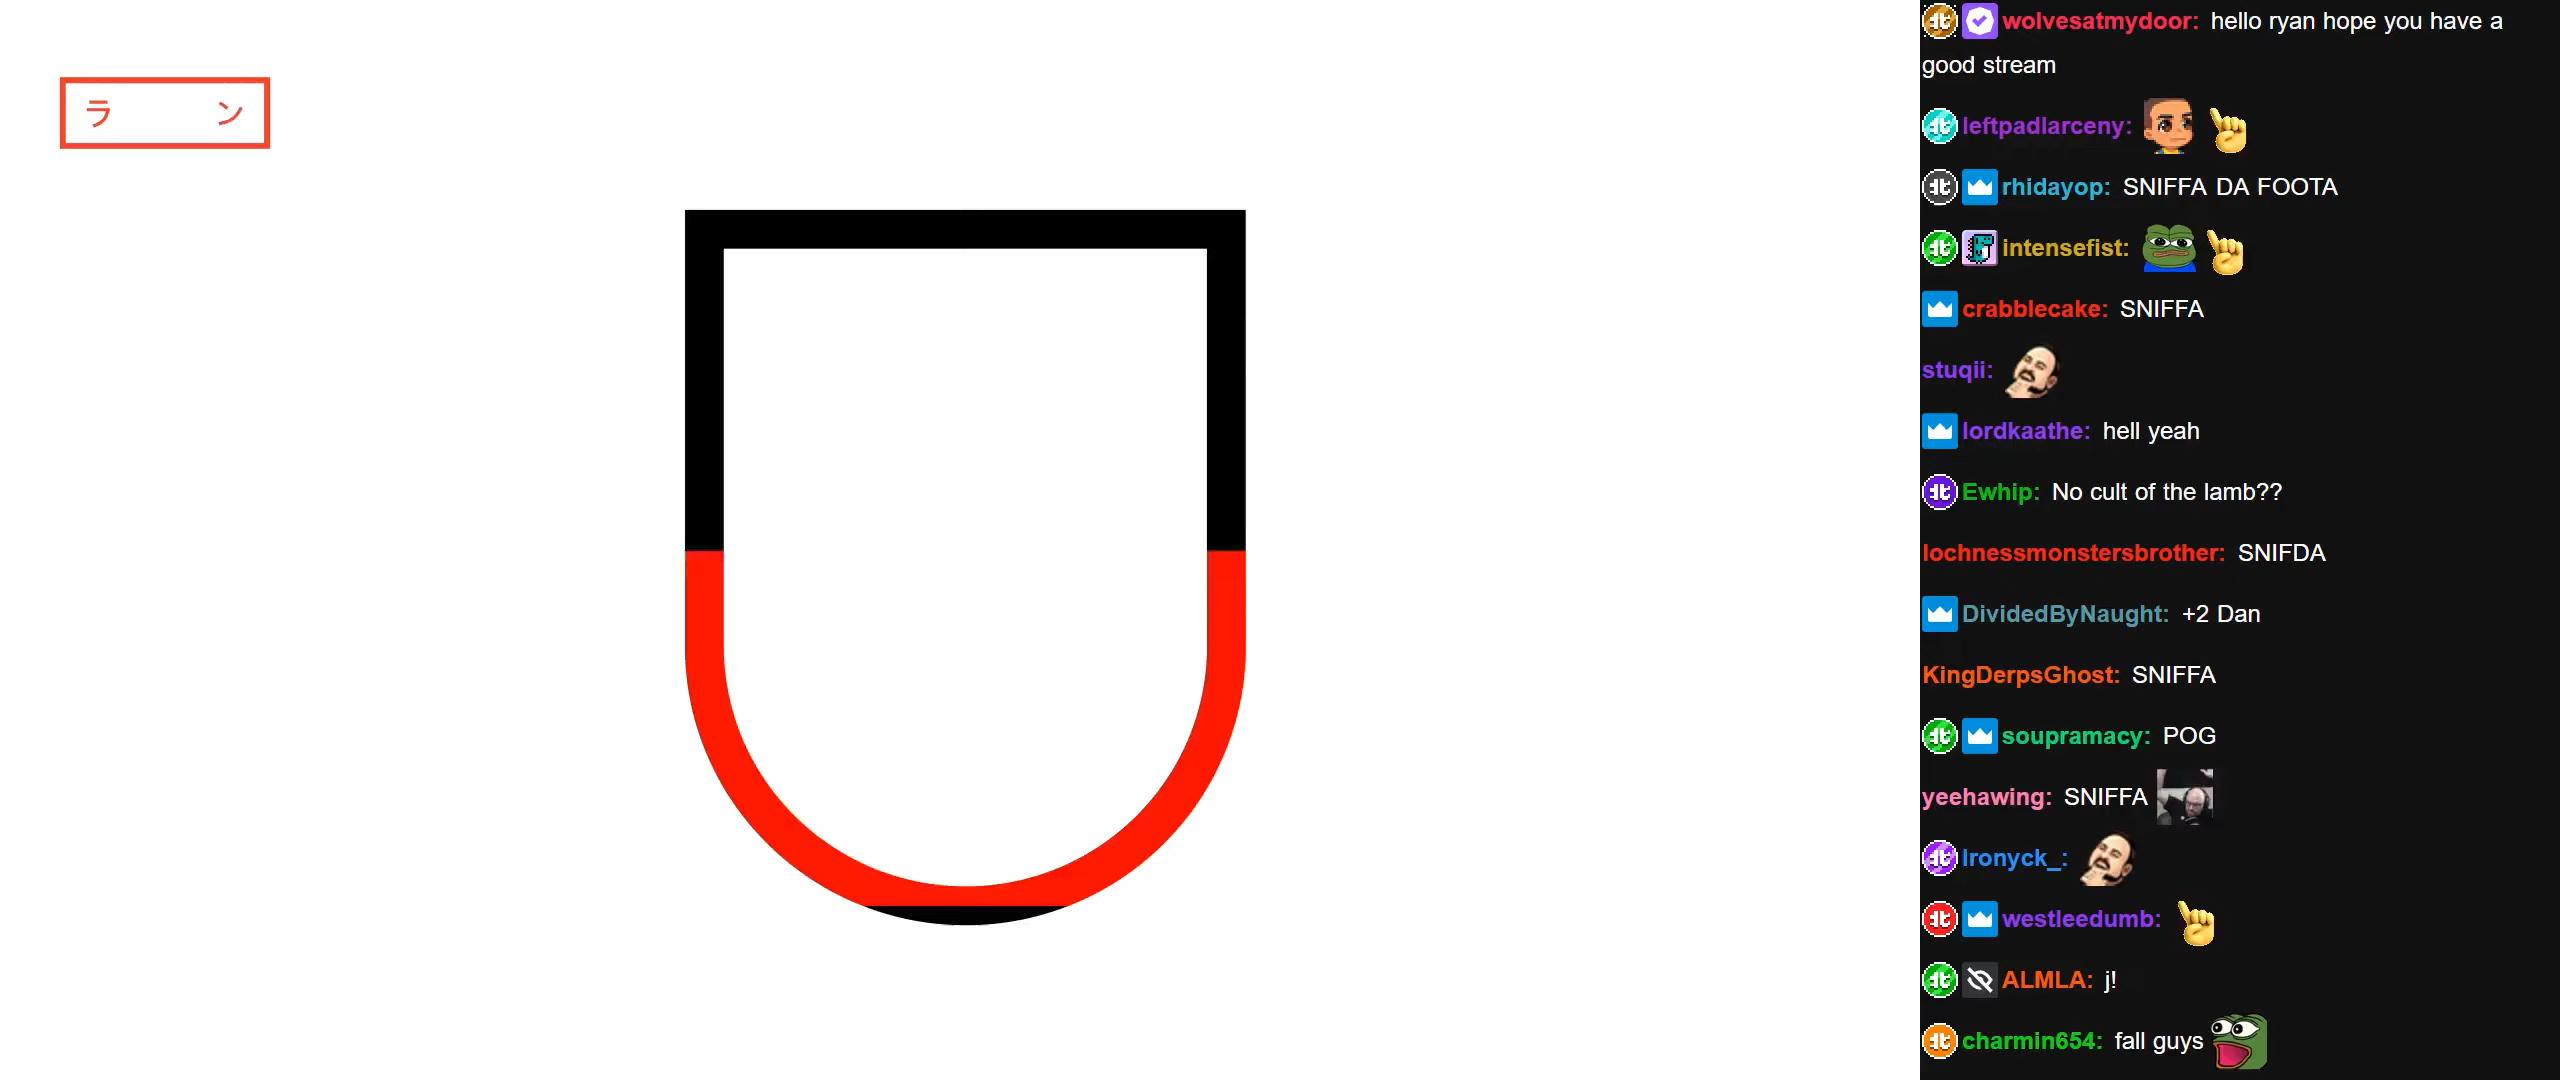 ラ ン
wolvesatmydoor: hello ryan hope you have a
good stream
leftpadlarceny:
rhidayop: SNIFFA DA FOOTA
intensefist:
crabblecake: SNIFFA
stuqii:
lordkaathe: hell yeah
Ewhip: No cult of the lamb??
lochnessmonstersbrother: SNIFDA
DividedByNaught: +2 Dan
KingDerpsGhost: SNIFFA
soupramacy: POG
yeehawing: SNIFFA
Ironyck_:
westleedumb:
ALMLA: j!
charmin654: fall guys